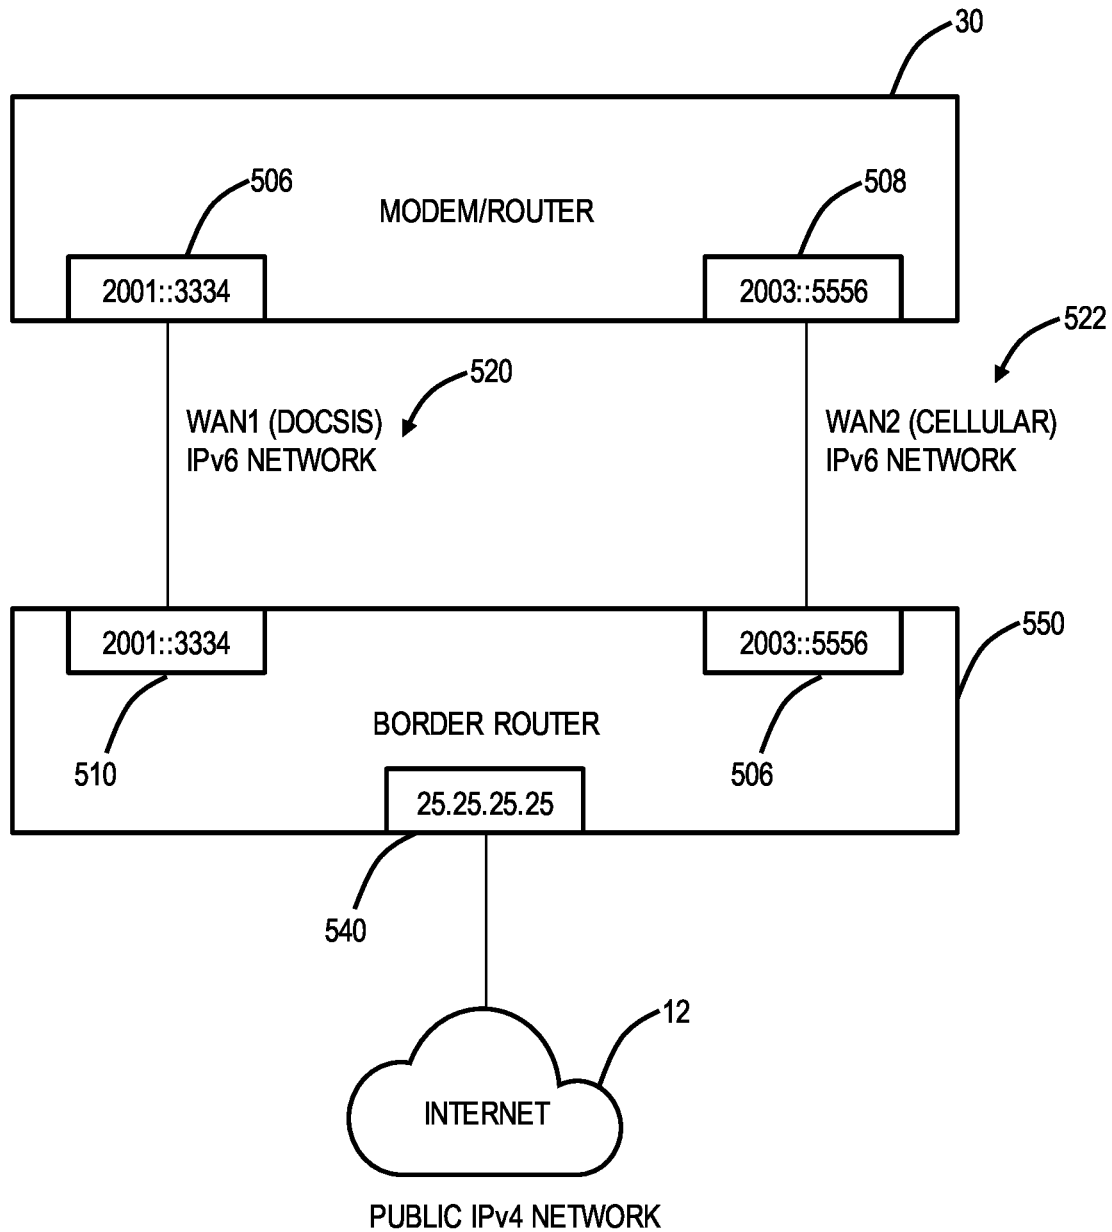 30
506
508
MODEM/ROUTER
2001::3334
2003::5556
522
520
WAN1 (DOCSIS)
IPv6 NETWORK
WAN2 (CELLULAR)
IPv6 NETWORK
2001::3334
2003::5556
550
BORDER ROUTER
510
506
25.25.25.25
540
12
INTERNET
PUBLIC IPv4 NETWORK